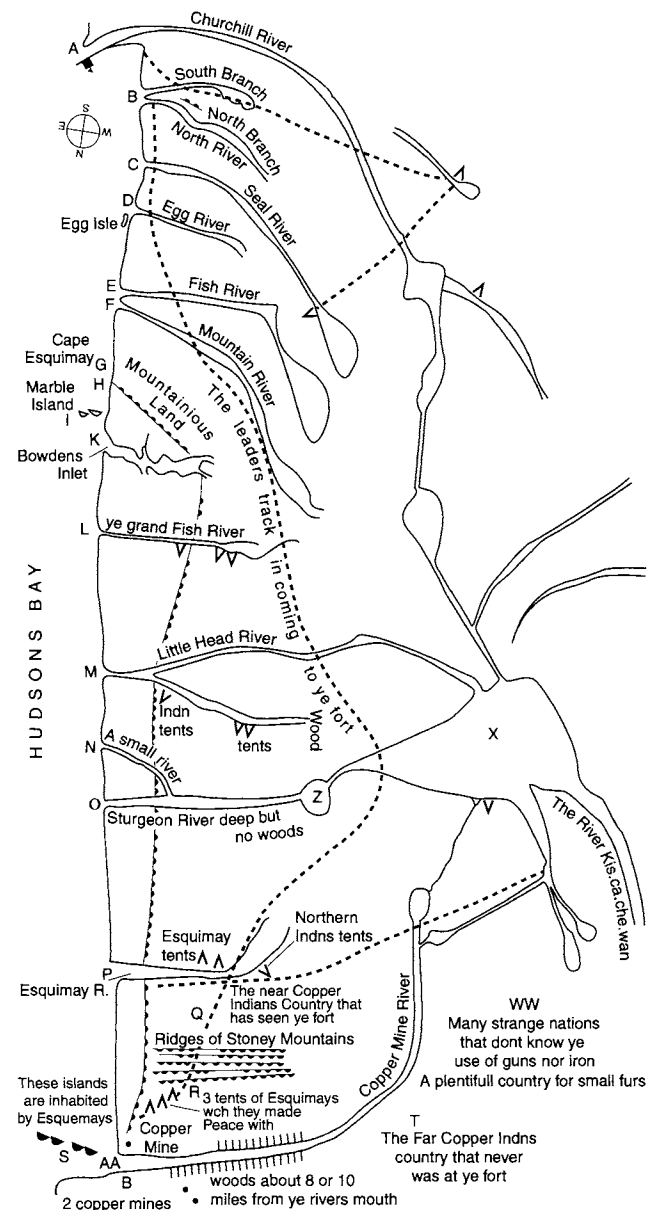 Churchill River
A
South Branch
B
North Branch
North River
S
E
W
N
C
Seal River
D
Egg River
Egg Isle
E
Fish River
F
Mountain River
Cape
Esquimay
G
H
Mountainious
Land
Marble
Island
I
The leaders track in coming to ye fort
K
Bowdens
Inlet
L
ye grand Fish River
HUDSONS BAY
Little Head River
M
Indn
tents
tents
Wood
X
N
A small river
Z
O
Sturgeon River deep but
no woods
The River Kis.ca.che.wan
Esquimay
tents
Northern
Indns tents
P
Esquimay R.
The near Copper
Indians Country that
has seen ye fort
Q
Copper Mine River
WW
Many strange nations
that dont know ye
use of guns nor iron
A plentifull country for small furs
Ridges of Stoney Mountains
R
3 tents of Esquimays
wch they made
Peace with
These islands
are inhabited
by Esquemays
Copper
Mine
T
The Far Copper Indns
country that never
was at ye fort
S
AA
B
2 copper mines
woods about 8 or 10
miles from ye rivers mouth